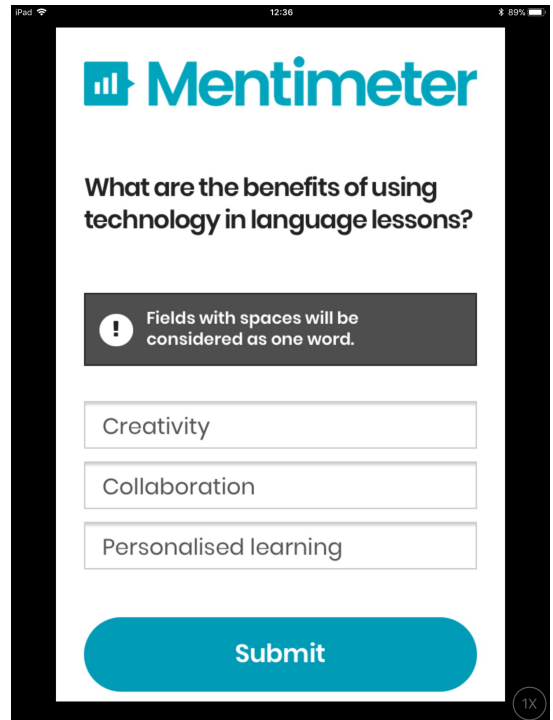 iPad 12:36 89%
Mentimeter
What are the benefits of using
technology in language lessons?
! Fields with spaces will be
considered as one word.
Creativity
Collaboration
Personalised learning
Submit
1X